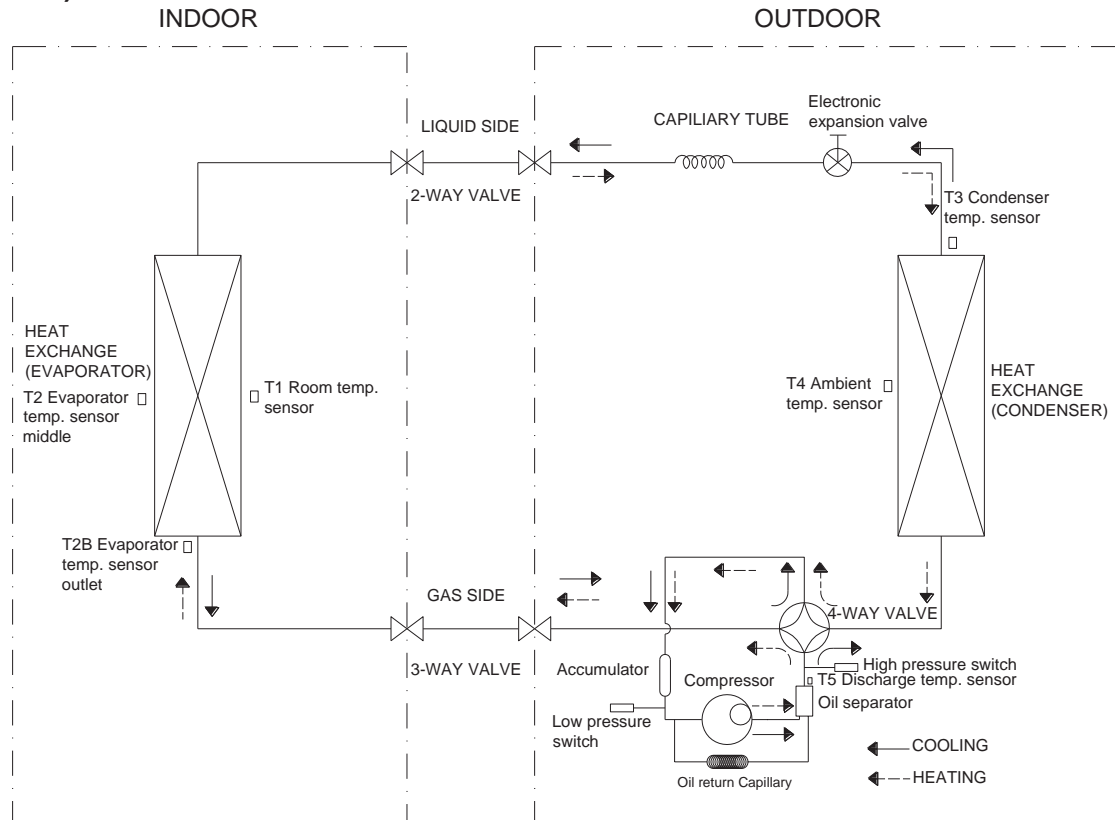 INDOOR
OUTDOOR
Electronic
expansion valve
CAPILIARY TUBE
LIQUID SIDE
2-WAY VALVE
T3 Condenser
temp. sensor
HEAT
EXCHANGE
(EVAPORATOR)
T2 Evaporator
temp. sensor
middle
T1 Room temp.
sensor
T4 Ambient
temp. sensor
HEAT
EXCHANGE
(CONDENSER)
T2B Evaporator
temp. sensor
outlet
GAS SIDE
3-WAY VALVE
4-WAY VALVE
Accumulator
Compressor
High pressure switch
T5 Discharge temp. sensor
Oil separator
Low pressure
switch
Oil return Capillary
COOLING
HEATING